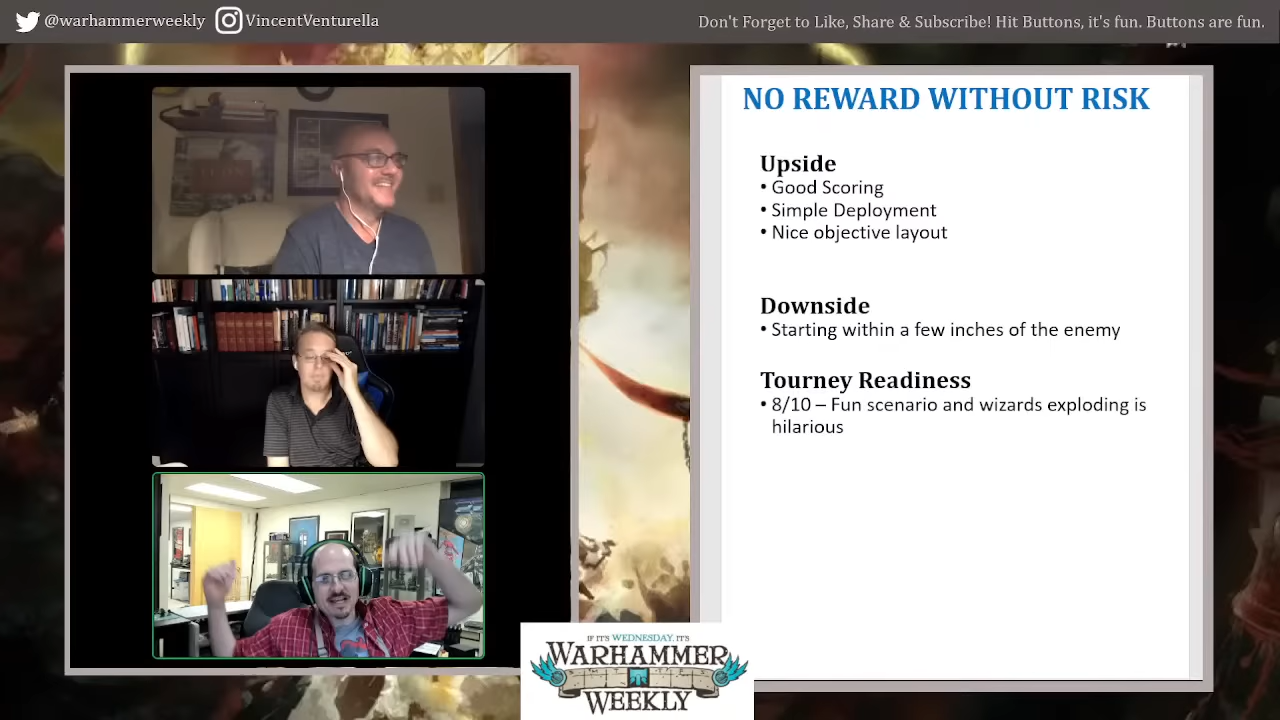 @warhammerweekly VincentVenturella
Don't Forget to Like, Share & Subscribe! Hit Buttons, it's fun. Buttons are fun.
NO REWARD WITHOUT RISK
Upside
• Good Scoring
• Simple Deployment
• Nice objective layout
Downside
• Starting within a few inches of the enemy
Tourney Readiness
• 8/10 – Fun scenario and wizards exploding is
hilarious
IF IT'S WEDNESDAY, IT'S
WARHAMMER
WEEKLY